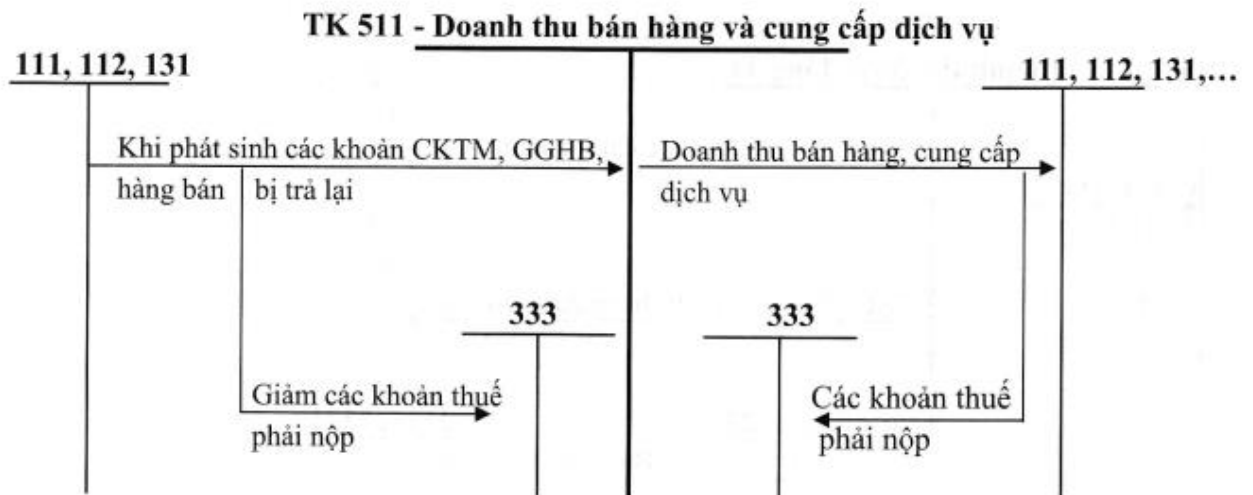 TK 511 - Doanh thu bán hàng và cung cấp dịch vụ
111, 112, 131
111, 112, 131,...
Khi phát sinh các khoản CKTM, GGHB,
hàng bán bị trả lại
Doanh thu bán hàng, cung cấp
dịch vụ
333
333
Giảm các khoản thuế
phải nộp
Các khoản thuế
phải nộp